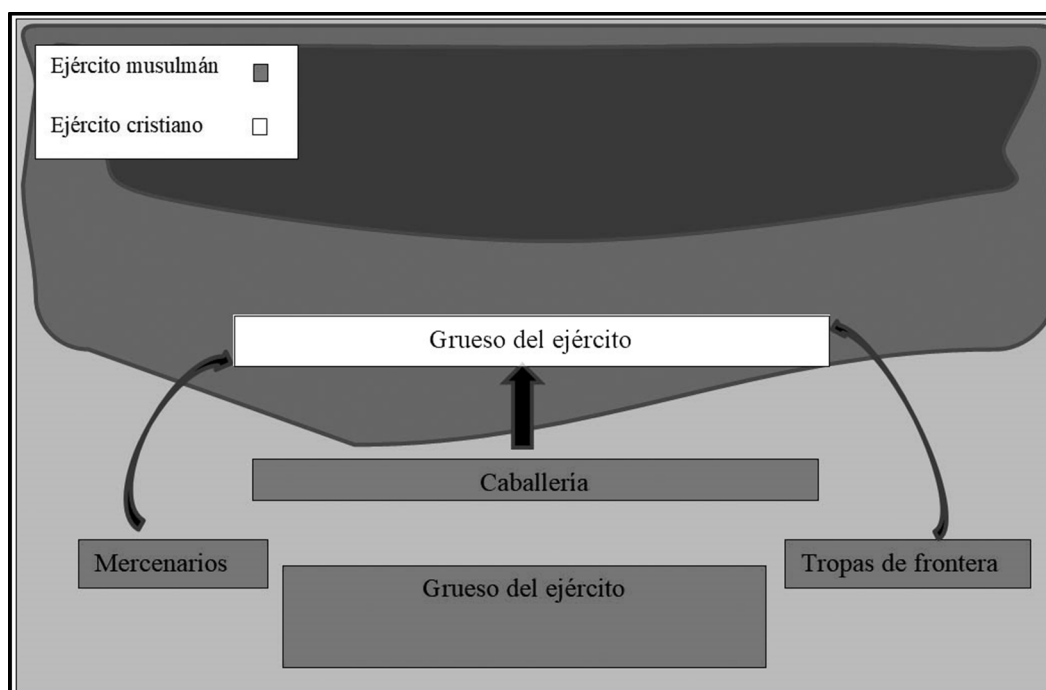 Ejército musulmán
Ejército cristiano
Grueso del ejército
Caballería
Mercenarios
Tropas de frontera
Grueso del ejército